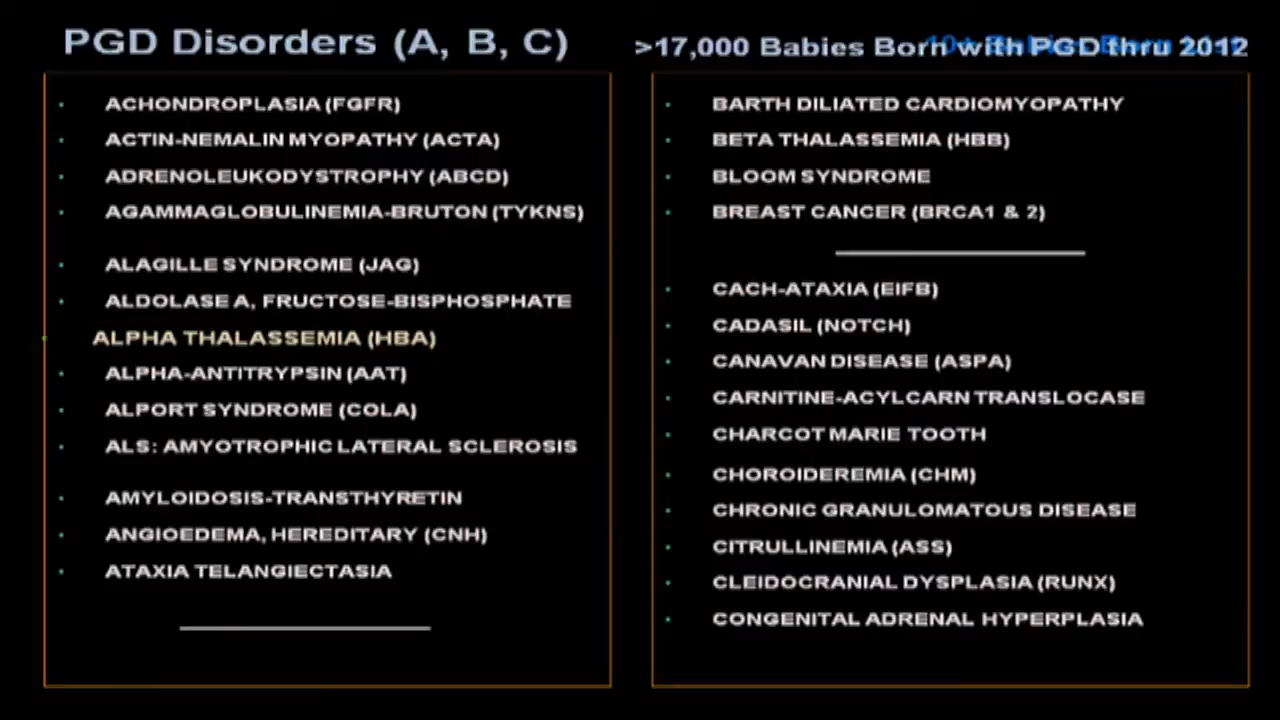 PGD Disorders (A, B, C)
>17,000 Babies Born with PGD thru 2012
ACHONDROPLASIA (FGFR)
ACTIN-NEMALIN MYOPATHY (ACTA)
ADRENOLEUKODYSTROPHY (ABCD)
AGAMMAGLOBULINEMIA-BRUTON (TYKNS)
ALAGILLE SYNDROME (JAG)
ALDOLASE A, FRUCTOSE-BISPHOSPHATE
ALPHA THALASSEMIA (HBA)
ALPHA-ANTITRYPSIN (AAT)
ALPORT SYNDROME (COLA)
ALS: AMYOTROPHIC LATERAL SCLEROSIS
AMYLOIDOSIS-TRANSTHYRETIN
ANGIOEDEMA, HEREDITARY (CNH)
ATAXIA TELANGIECTASIA
BARTH DILIATED CARDIOMYOPATHY
BETA THALASSEMIA (HBB)
BLOOM SYNDROME
BREAST CANCER (BRCA1 & 2)
CACH-ATAXIA (EIFB)
CADASIL (NOTCH)
CANAVAN DISEASE (ASPA)
CARNITINE-ACYLCARN TRANSLOCASE
CHARCOT MARIE TOOTH
CHOROIDEREMIA (CHM)
CHRONIC GRANULOMATOUS DISEASE
CITRULLINEMIA (ASS)
CLEIDOCRANIAL DYSPLASIA (RUNX)
CONGENITAL ADRENAL HYPERPLASIA